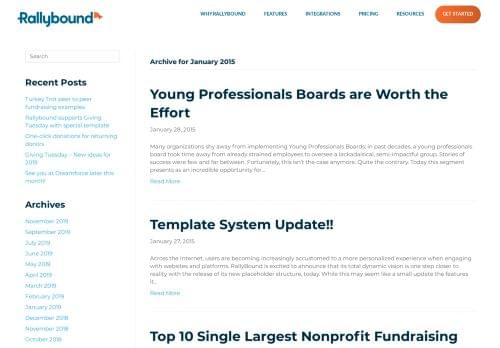 Rallybound
WHY RALLYBOUND
FEATURES
INTEGRATIONS
PRICING
RESOURCES
GET STARTED
Search
Recent Posts
Turkey Trot peer to peer
fundraising examples
Rallybound supports Giving
Tuesday with special template
One-click donations for returning
donors
Giving Tuesday – New ideas for
2019
See you at Dreamforce later this
month!
Archives
November 2019
September 2019
July 2019
June 2019
May 2019
April 2019
March 2019
February 2019
January 2019
December 2018
November 2018
October 2018
Archive for January 2015
Young Professionals Boards are Worth the
Effort
January 28, 2015
Many organizations shy away from implementing Young Professionals Boards; in past decades, a young professionals
board took time away from already strained employees to oversee a lackadaisical, semi-impactful group. Stories of
success were few and far between. Fortunately, this isn't the case anymore. Quite the contrary. Today this segment
presents as an incredible opportunity for...
Read More
Template System Update!!
January 27, 2015
Across the Internet, users are becoming increasingly accustomed to a more personalized experience when engaging
with websites and platforms. RallyBound is excited to announce that its total dynamic vision is one step closer to
reality with the release of its new placeholder structure, today. While this may seem like a small update the features
it...
Read More
Top 10 Single Largest Nonprofit Fundraising